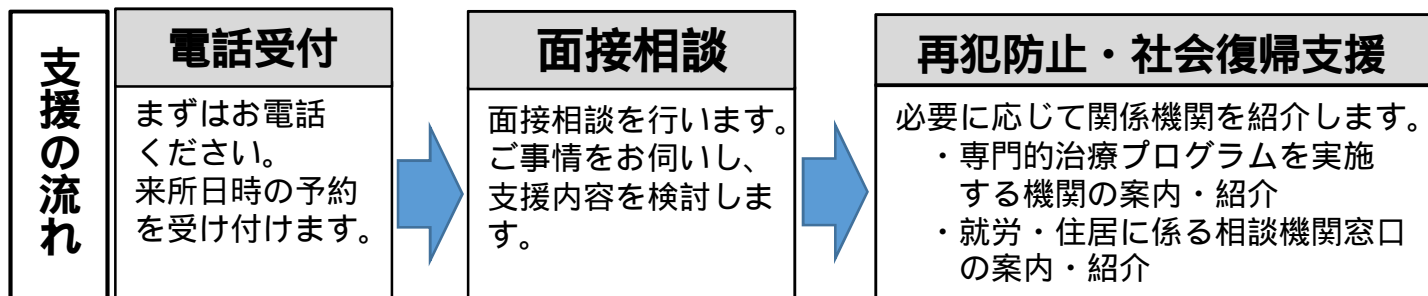 支援の流れ
電話受付
まずはお電話
ください。
来所日時の予約
を受け付けます。
面接相談
面接相談を行います。
ご事情をお伺いし、
支援内容を検討しま
す。
再犯防止・社会復帰支援
必要に応じて関係機関を紹介します。
・専門的治療プログラムを実施
する機関の案内・紹介
・就労・住居に係る相談機関窓口
の案内・紹介